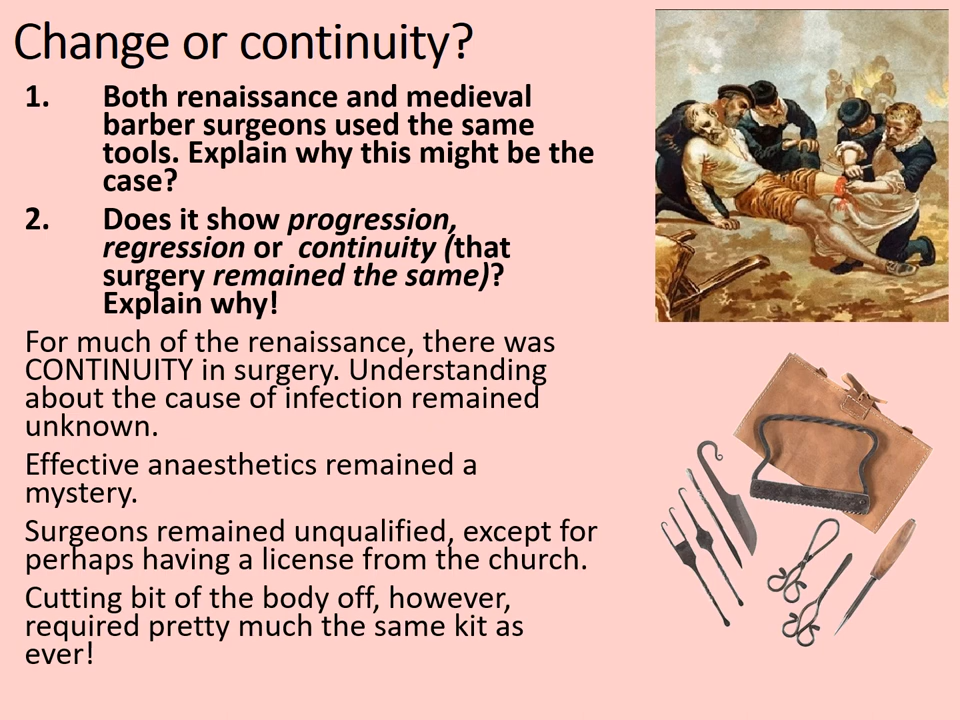 Change or continuity?
1. Both renaissance and medieval
barber surgeons used the same
tools. Explain why this might be the
case?
2. Does it show progression,
regression or  continuity (that
surgery remained the same)?
Explain why!
For much of the renaissance, there was
CONTINUITY in surgery. Understanding
about the cause of infection remained
unknown.
Effective anaesthetics remained a
mystery.
Surgeons remained unqualified, except for
perhaps having a license from the church.
Cutting bit of the body off, however,
required pretty much the same kit as
ever!